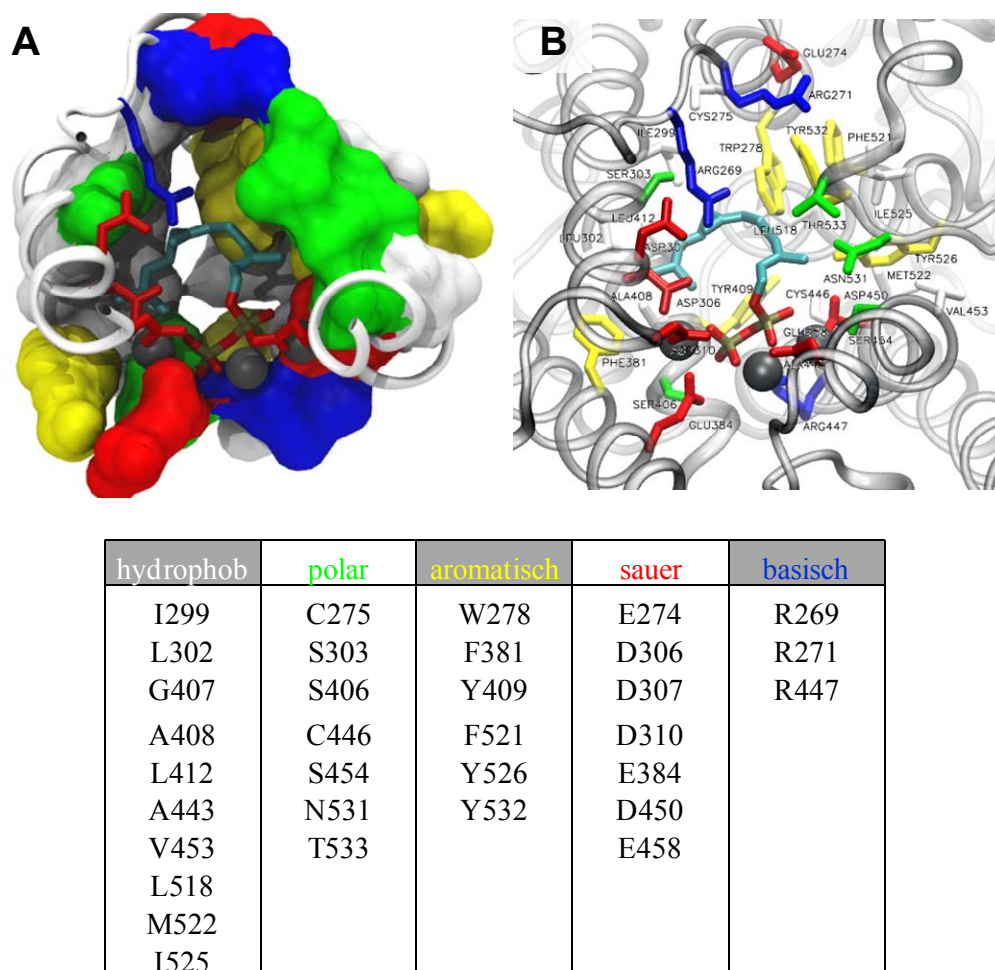 A
B
GLU274
ARG271
CYS275
ILE299
TYR532
PHE521
TRP278
SER303
ARG269
LEU412
ILE525
LEU518
THR533
LEU302
TYR526
ASN531
MET522
TYR409
ALA408
ASP306
CYS446
ASP450
VAL453
SER454
PHE381
SER406
GLU384
ARG447
hydrophob polar aromatisch sauer basisch
I299 C275 W278 E274 R269
L302 S303 F381 D306 R271
G407 S406 Y409 D307 R447
A408 C446 F521 D310
L412 S454 Y526 E384
A443 N531 Y532 D450
V453 T533 E458
L518
M522
I525